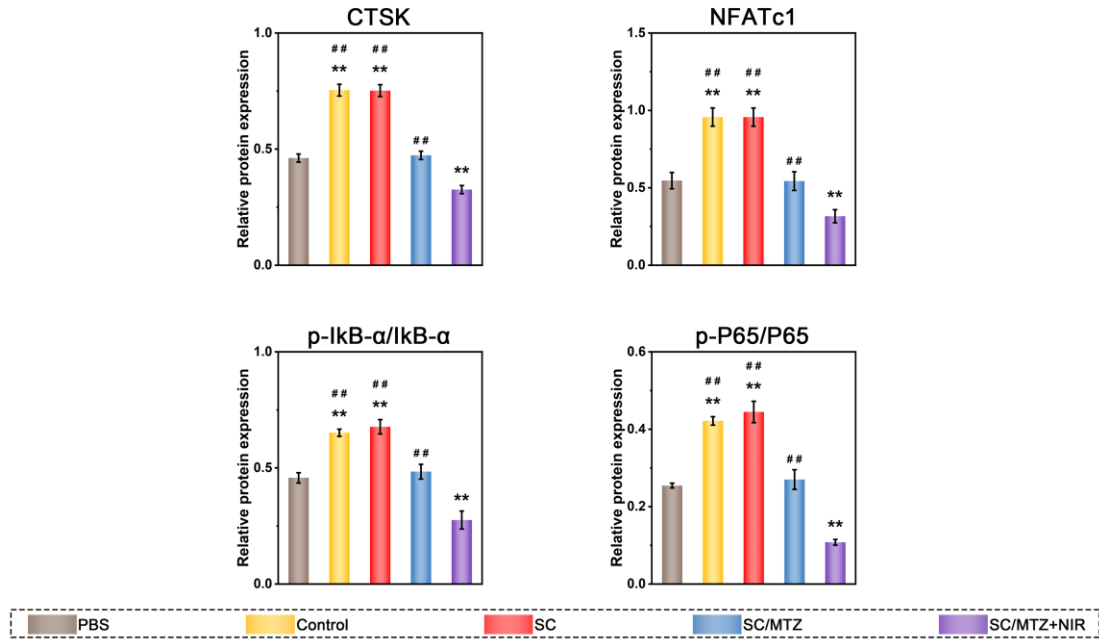 CTSK
NFATc1
Relative protein expression
1.0
0.5
0.0
## ## ## 
** ** **
Relative protein expression
1.5
1.0
0.5
0.0
## ## ##
** ** **
p-IkB-α/IkB-α
p-P65/P65
Relative protein expression
1.0
0.5
0.0
## ## ##
** ** **
Relative protein expression
0.6
0.4
0.2
0.0
## ## ##
** ** **
PBS Control SC SC/MTZ SC/MTZ+NIR